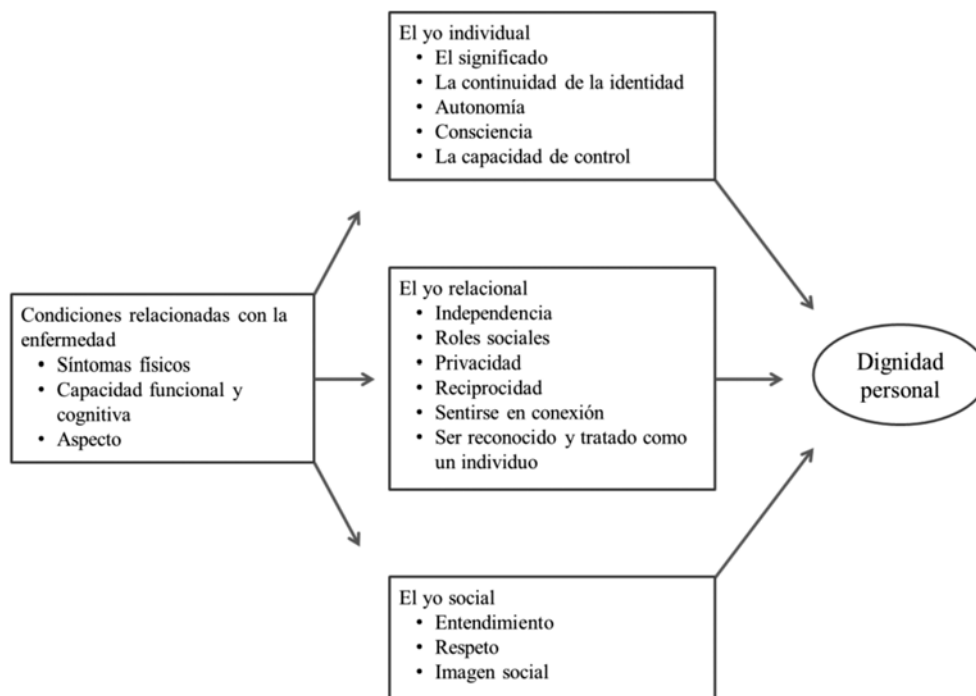 El yo individual
• El significado
• La continuidad de la identidad
• Autonomía
• Consciencia
• La capacidad de control
Condiciones relacionadas con la
enfermedad
• Síntomas físicos
• Capacidad funcional y
cognitiva
• Aspecto
El yo relacional
• Independencia
• Roles sociales
• Privacidad
• Reciprocidad
• Sentirse en conexión
• Ser reconocido y tratado como
un individuo
El yo social
• Entendimiento
• Respeto
• Imagen social
Dignidad
personal